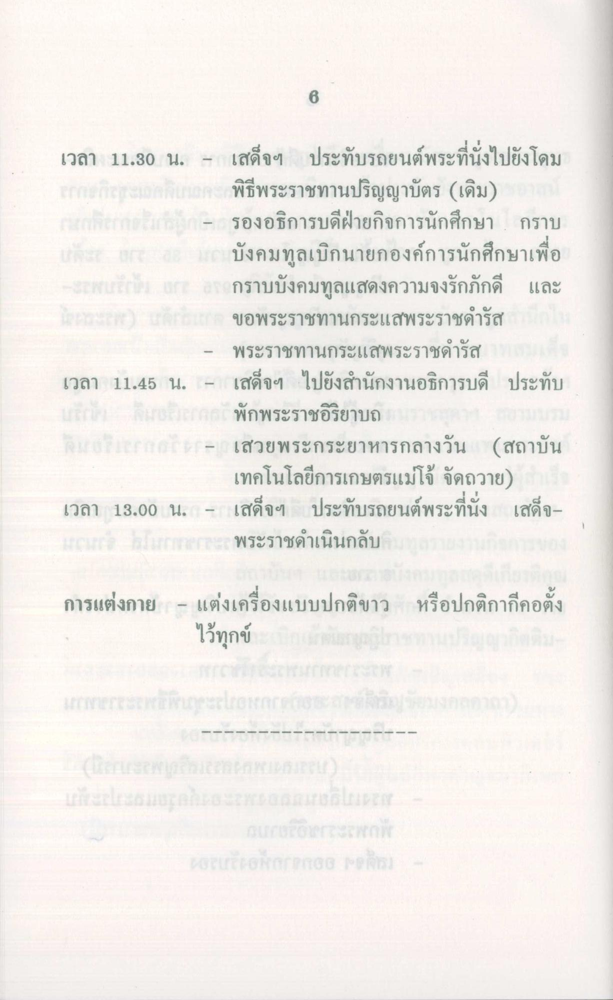 6
เวลา 11.30 น. – เสด็จฯ ประทับรถยนต์พระที่นั่งไปยังโดม
พิธีพระราชทานปริญญาบัตร (เดิม)
– รองอธิการบดีฝ่ายกิจการนักศึกษา กราบ
บังคมทูลเบิกนายกองค์การนักศึกษาเพื่อ
กราบบังคมทูลแสดงความจงรักภักดี และ
ขอพระราชทานกระแสพระราชดำรัส
– พระราชทานกระแสพระราชดำรัส
เวลา 11.45 น. – เสด็จฯ ไปยังสำนักงานอธิการบดี ประทับ
พักพระราชอิริยาบถ
– เสวยพระกระยาหารกลางวัน (สถาบัน
เทคโนโลยีการเกษตรแม่โจ้ จัดถวาย)
เวลา 13.00 น. – เสด็จฯ ประทับรถยนต์พระที่นั่ง เสด็จ–
พระราชดำเนินกลับ
การแต่งกาย – แต่งเครื่องแบบปกติขาว หรือปกติกากีคอตั้ง
ไว้ทุกข์